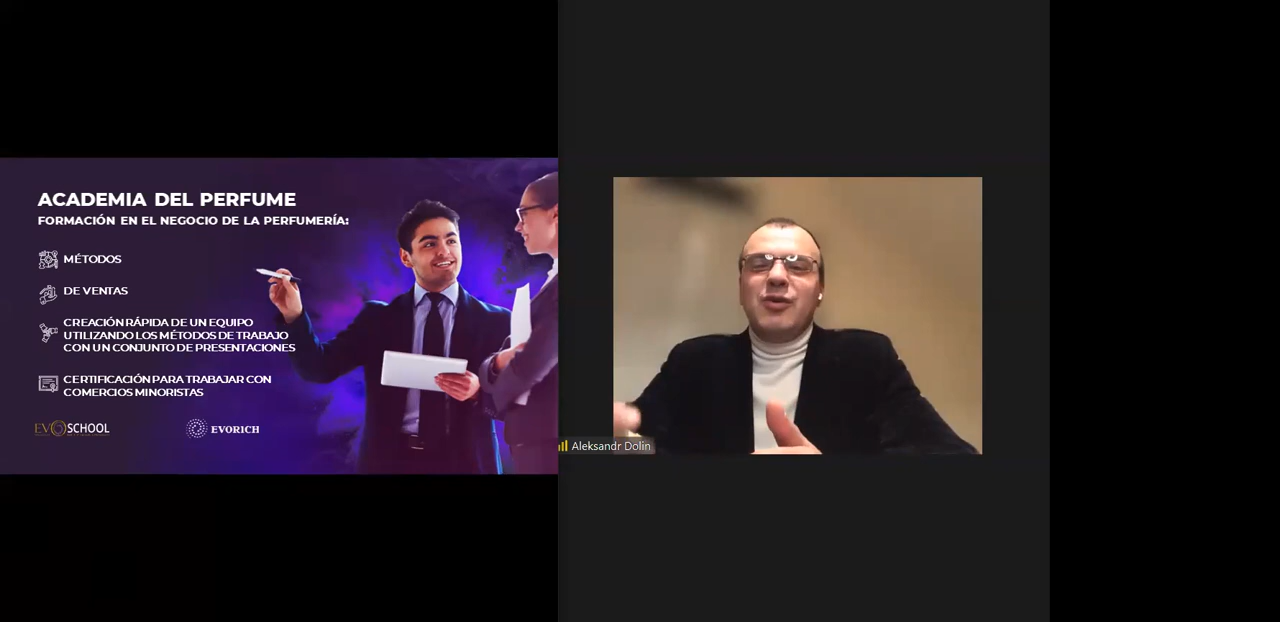 ACADEMIA DEL PERFUME
FORMACIÓN EN EL NEGOCIO DE LA PERFUMERÍA:
MÉTODOS
DE VENTAS
CREACIÓN RÁPIDA DE UN EQUIPO
UTILIZANDO LOS MÉTODOS DE TRABAJO
CON UN CONJUNTO DE PRESENTACIONES
CERTIFICACIÓN PARA TRABAJAR CON
COMERCIOS MINORISTAS
EVOSCHOOL
EVORICH
Aleksandr Dolin